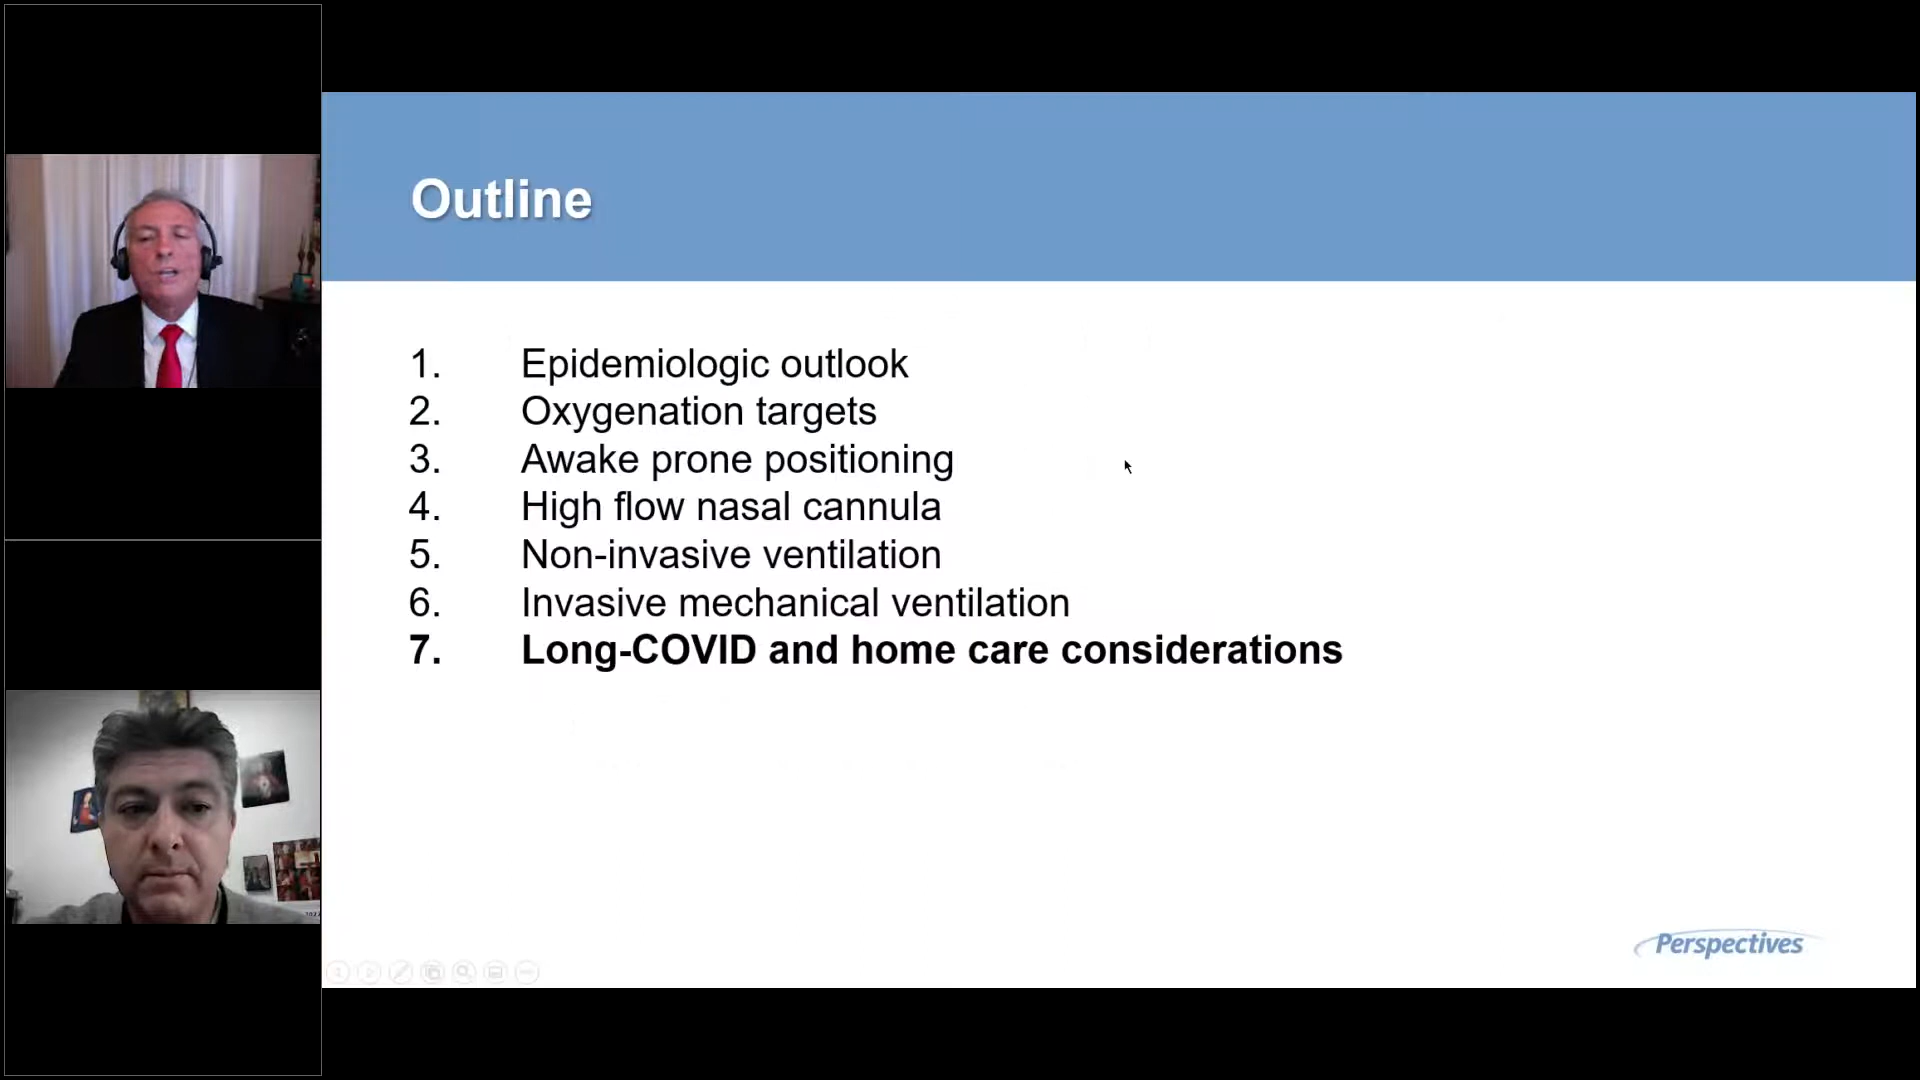 Outline
1. Epidemiologic outlook
2. Oxygenation targets
3. Awake prone positioning
4. High flow nasal cannula
5. Non-invasive ventilation
6. Invasive mechanical ventilation
7. Long-COVID and home care considerations
Perspectives